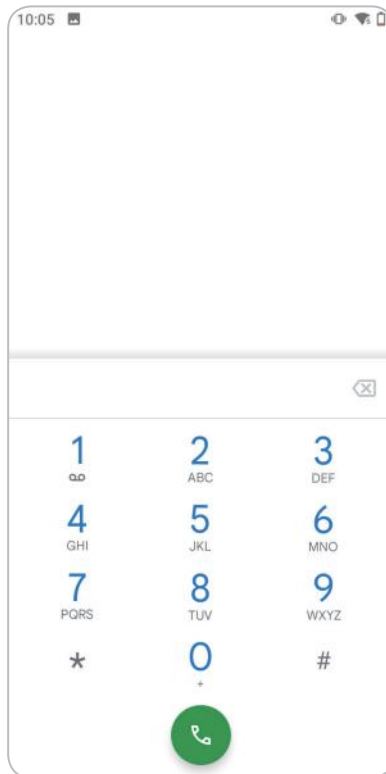 10:05
1 2 3
ABC DEF
4 5 6
GHI JKL MNO
7 8 9
PQRS TUV WXYZ
* 0 #
+